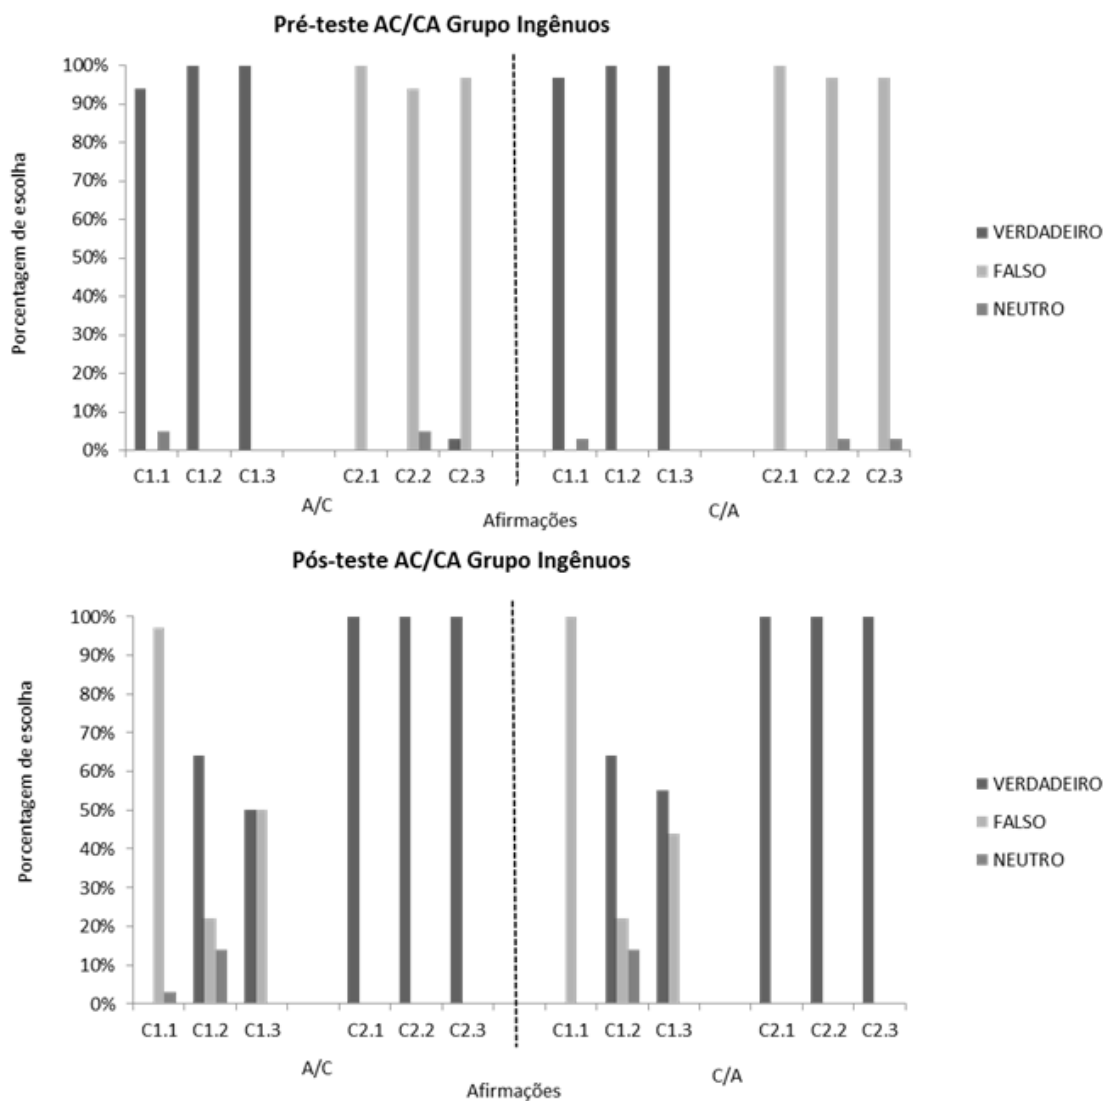 Pré-teste AC/CA Grupo Ingênuos
Porcentagem de escolha
100%
90%
80%
70%
60%
50%
40%
30%
20%
10%
0%
C1.1 C1.2 C1.3 C2.1 C2.2 C2.3 C1.1 C1.2 C1.3 C2.1 C2.2 C2.3
A/C C/A
Afirmações
VERDADEIRO
FALSO
NEUTRO
Pós-teste AC/CA Grupo Ingênuos
Porcentagem de escolha
100%
90%
80%
70%
60%
50%
40%
30%
20%
10%
0%
C1.1 C1.2 C1.3 C2.1 C2.2 C2.3 C1.1 C1.2 C1.3 C2.1 C2.2 C2.3
A/C C/A
Afirmações
VERDADEIRO
FALSO
NEUTRO